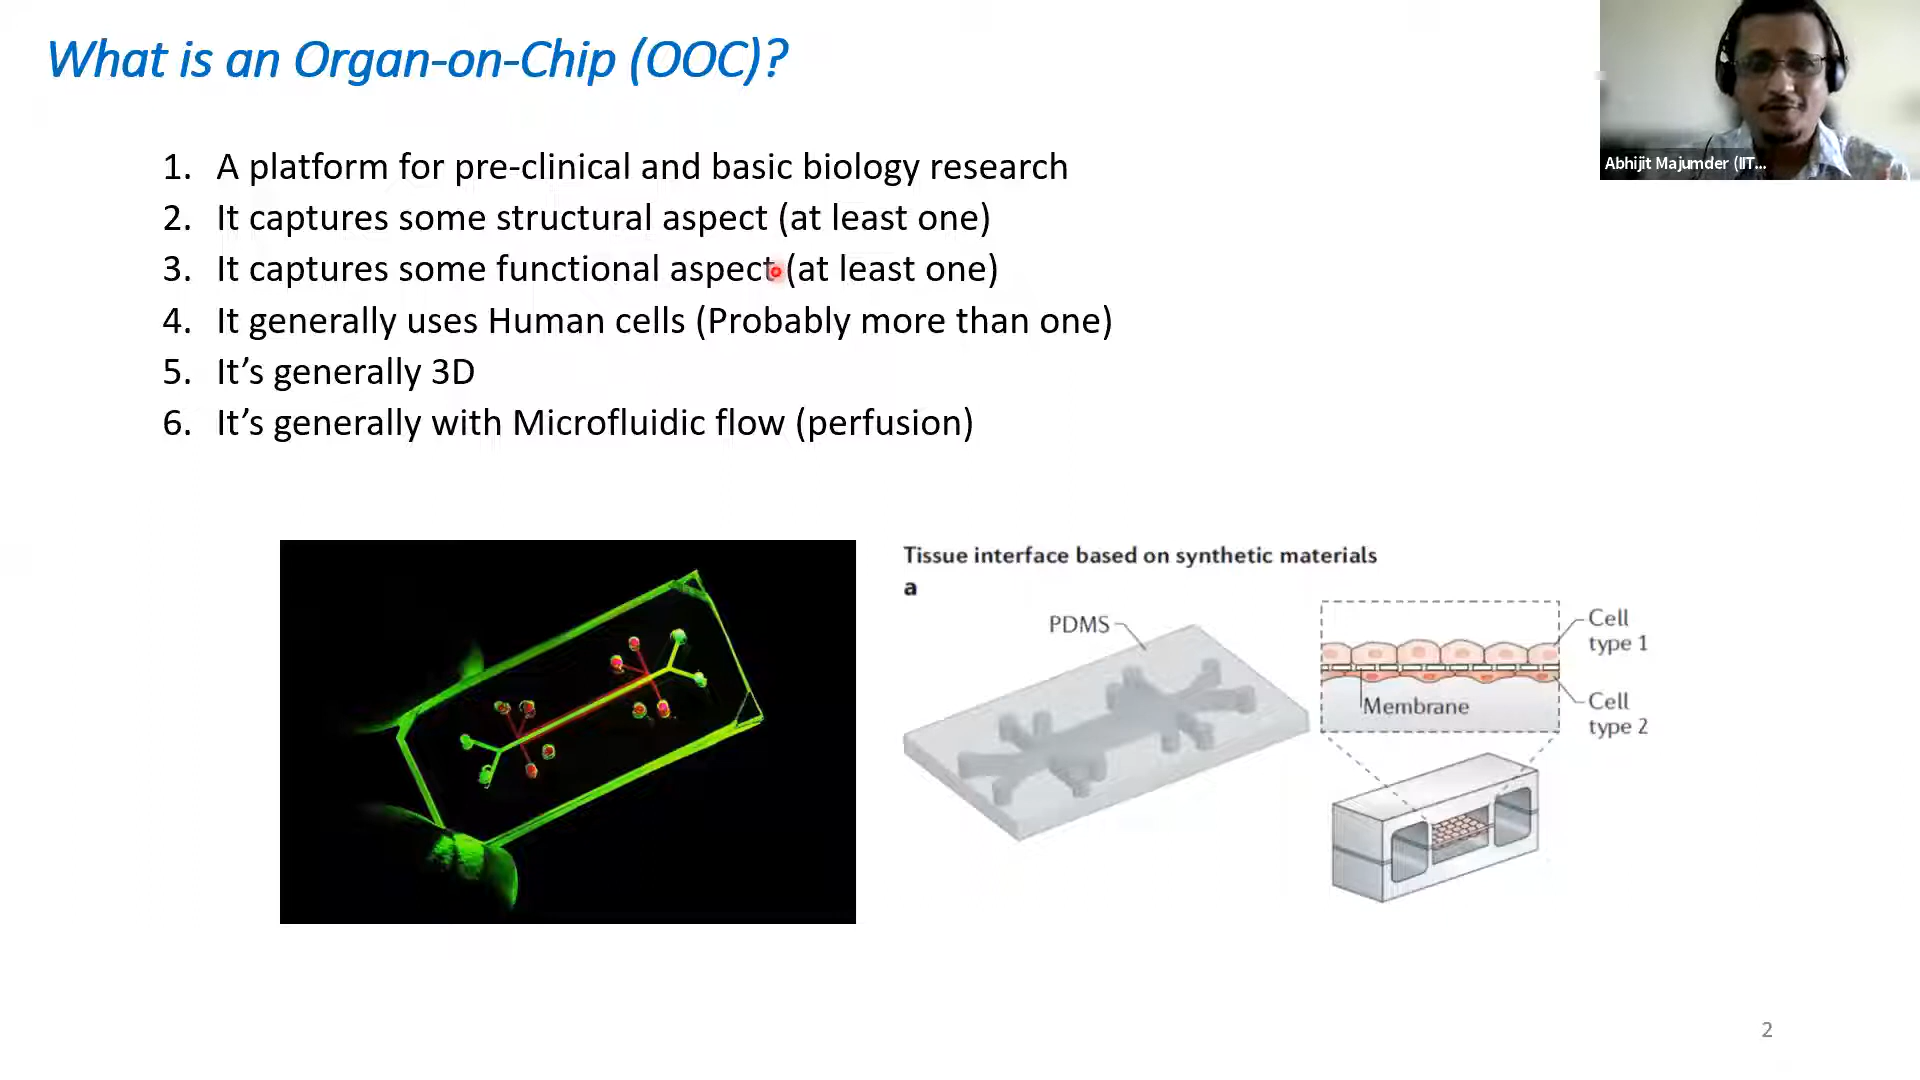 What is an Organ-on-Chip (OOC)?
Abhijit Majumder (IIT...
1. A platform for pre-clinical and basic biology research
2. It captures some structural aspect (at least one)
3. It captures some functional aspect (at least one)
4. It generally uses Human cells (Probably more than one)
5. It’s generally 3D
6. It’s generally with Microfluidic flow (perfusion)
Tissue interface based on synthetic materials
a
PDMS
Cell
type 1
Membrane
Cell
type 2
2